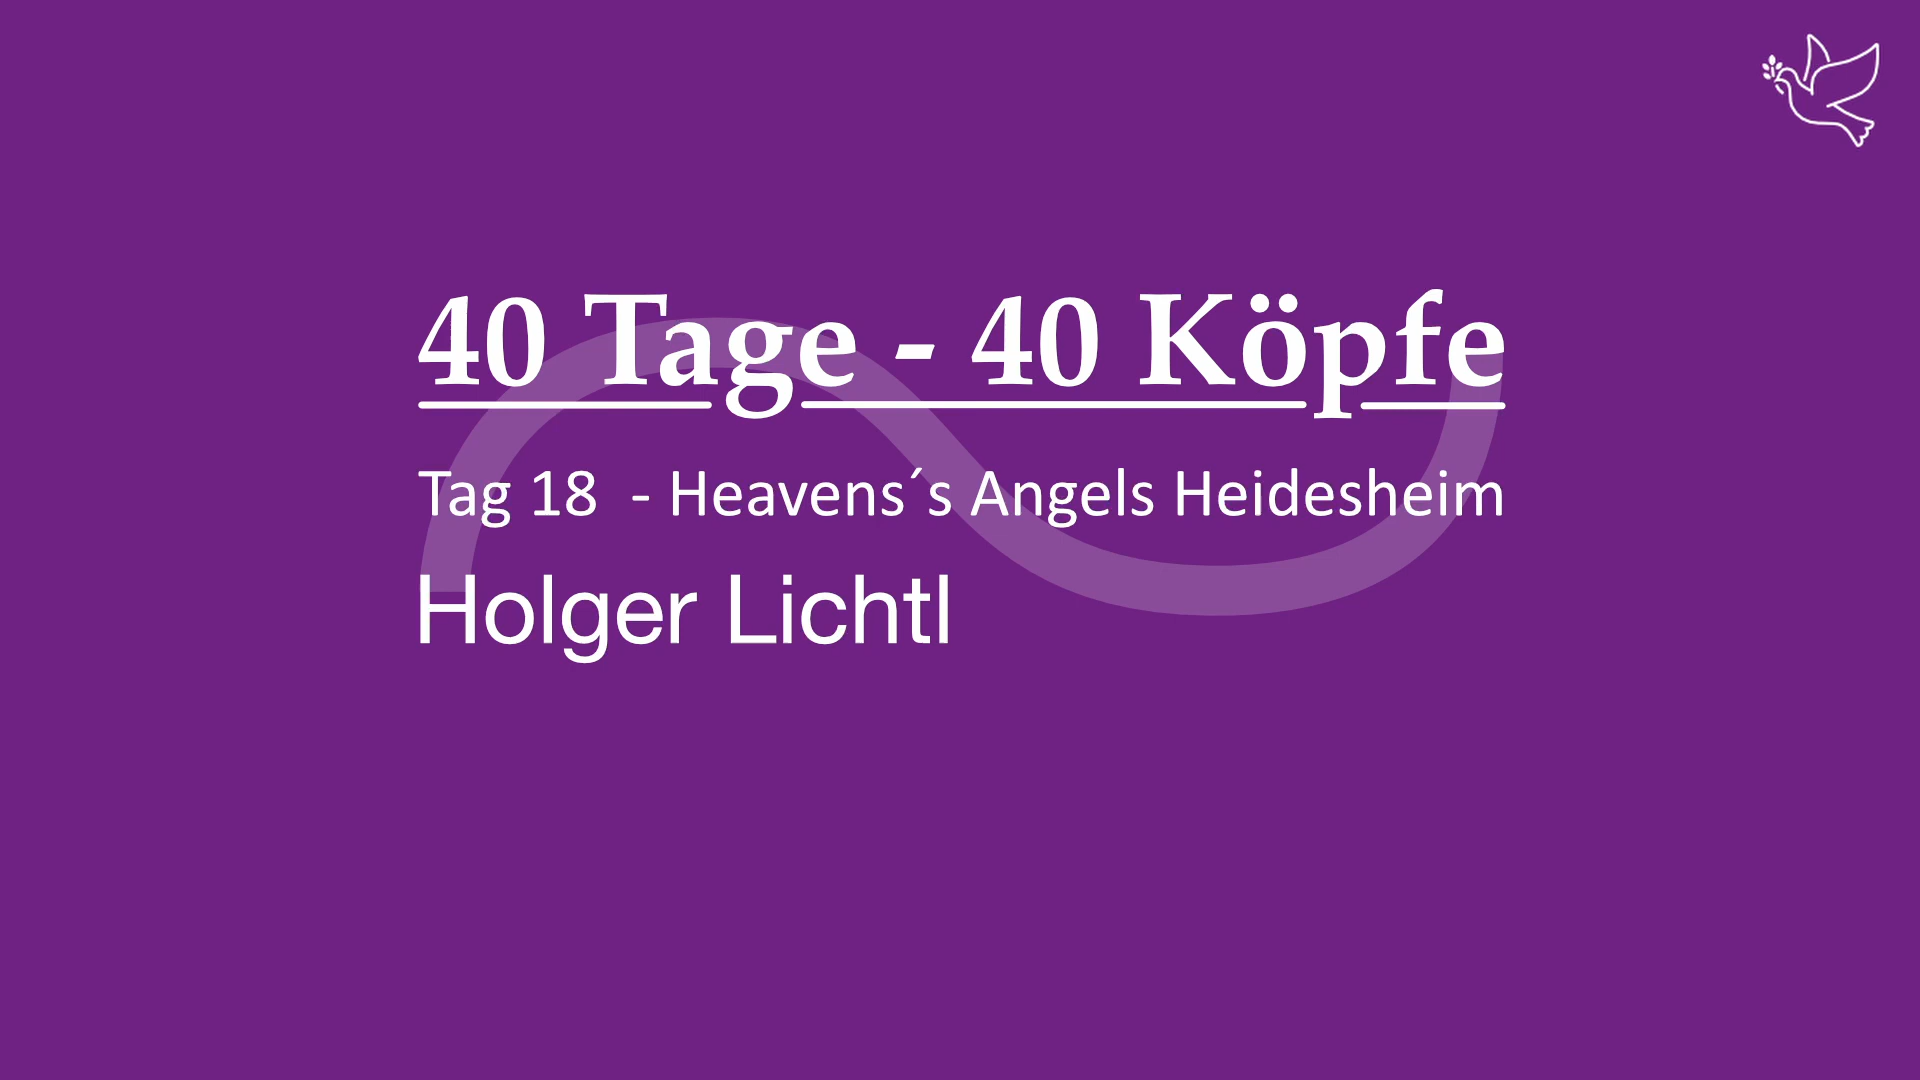 40 Tage - 40 Köpfe
Tag 18  - Heavens´s Angels Heidesheim
Holger Lichtl